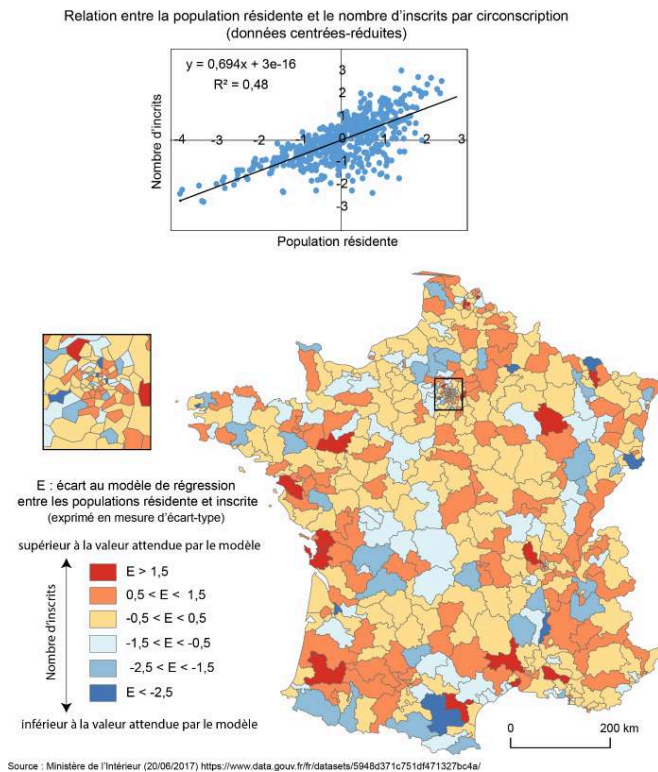 Relation entre la population résidente et le nombre d'inscrits par circonscription
(données centrées-réduites)
y = 0,694x + 3e-16
R² = 0,48
3
2
1
-4
-3
-2
-1
0
1
2
3
-1
-2
-3
Nombre d'incrits
Population résidente
E : écart au modèle de régression
entre les populations résidente et inscrite
(exprimé en mesure d'écart-type)
supérieur à la valeur attendue par le modèle
Nombre d'inscrits
E > 1,5
0,5 < E < 1,5
-0,5 < E < 0,5
-1,5 < E < -0,5
-2,5 < E < -1,5
E < -2,5
inférieur à la valeur attendue par le modèle
0
200 km
Source : Ministère de l'Intérieur (20/06/2017) https://www.data.gouv.fr/fr/datasets/5948d371c751df471327bc4a/